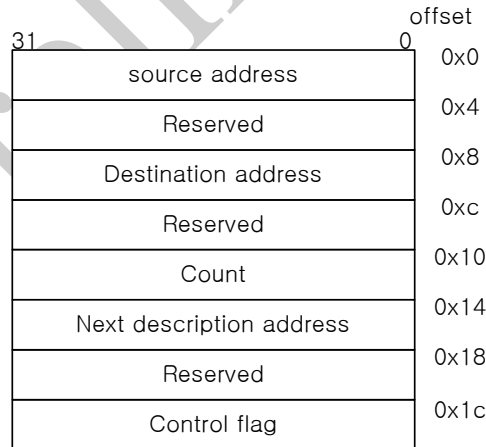 offset
31 0
source address 0x0
Reserved 0x4
Destination address 0x8
Reserved 0xc
Count 0x10
Next description address 0x14
Reserved 0x18
Control flag 0x1c